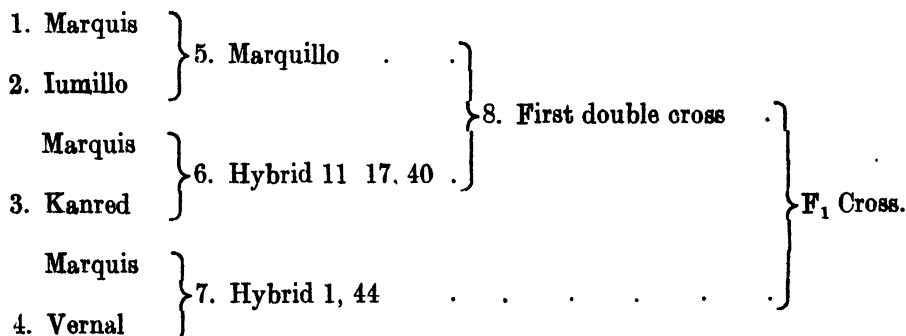 1. Marquis
5. Marquillo . .
2. Iumillo
8. First double cross .
Marquis
6. Hybrid 11 17. 40 .
3. Kanred
F₁ Cross.
Marquis
7. Hybrid 1, 44 . . . . . .
4. Vernal